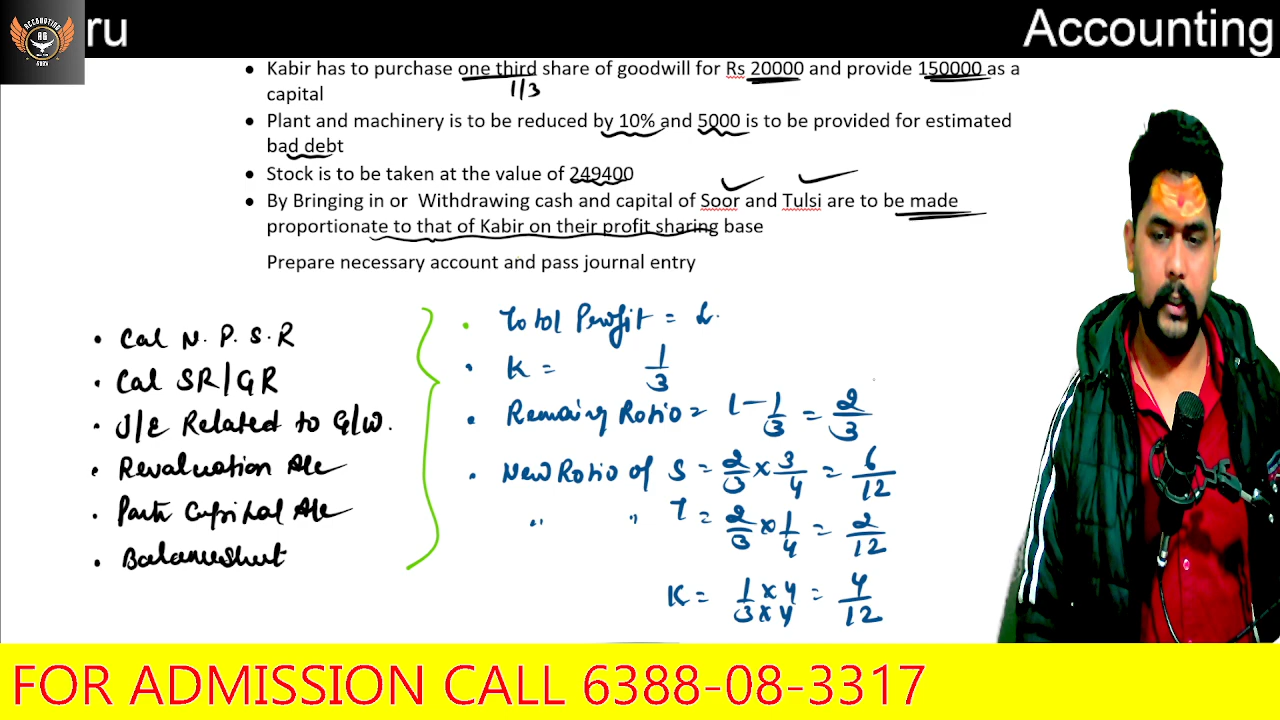 ru
Accounting
ACCOUNTING
AG
GURU
• Kabir has to purchase one third share of goodwill for Rs 20000 and provide 150000 as a
capital
1/3
• Plant and machinery is to be reduced by 10% and 5000 is to be provided for estimated
bad debt
• Stock is to be taken at the value of 249400
• By Bringing in or Withdrawing cash and capital of Soor and Tulsi are to be made
proportionate to that of Kabir on their profit sharing base
Prepare necessary account and pass journal entry
• Cal N. P. S. R
• Cal SR/GR
• J/E Related to G/W.
• Revaluation A/c
• Partn Capital A/c
• BalanceSheet
• Total Profit = 1.
• K = 1/3
• Remaing Ratio = 1 - 1/3 = 2/3
• New Ratio of S = 2/3 × 3/4 = 6/12
" " T = 2/3 × 1/4 = 2/12
K = 1/3 × 4/4 = 4/12
FOR ADMISSION CALL 6388-08-3317